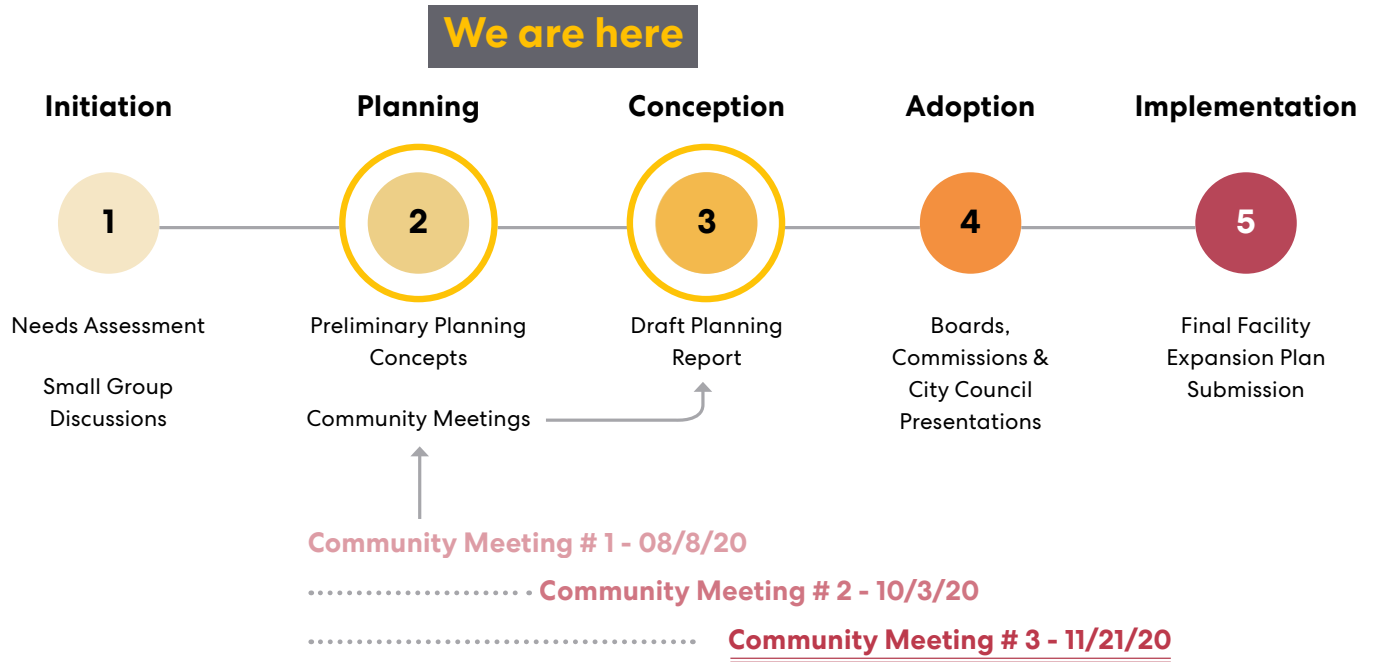 We are here
Initiation
Planning
Conception
Adoption
Implementation
1
2
3
4
5
Needs Assessment
Small Group
Discussions
Preliminary Planning
Concepts
Community Meetings
Draft Planning
Report
Boards,
Commissions &
City Council
Presentations
Final Facility
Expansion Plan
Submission
Community Meeting # 1 - 08/8/20
Community Meeting # 2 - 10/3/20
Community Meeting # 3 - 11/21/20